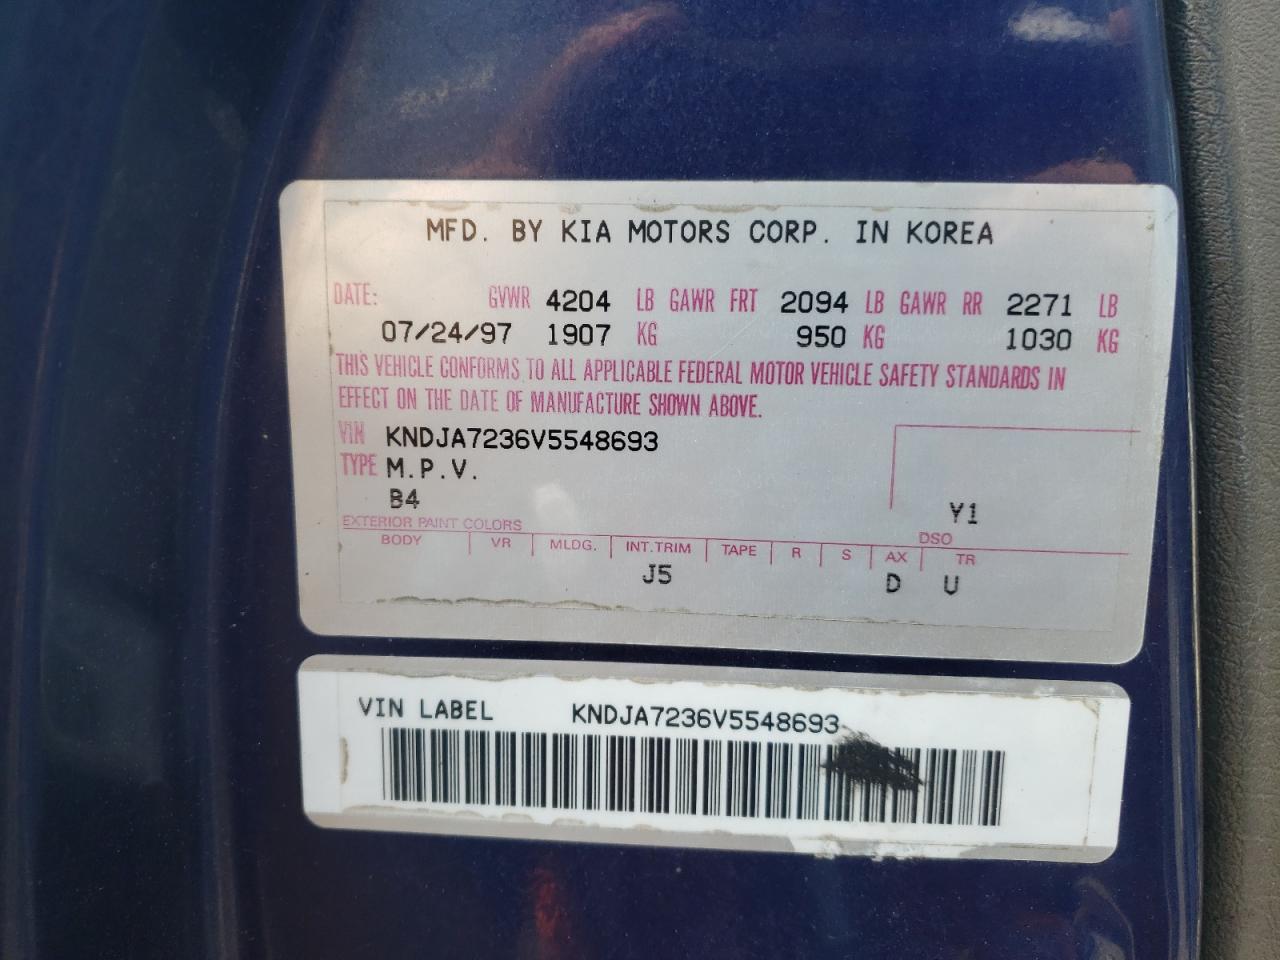 MFD. BY KIA MOTORS CORP. IN KOREA
DATE: GVWR 4204 LB GAWR FRT 2094 LB GAWR RR 2271 LB
07/24/97 1907 KG 950 KG 1030 KG
THIS VEHICLE CONFORMS TO ALL APPLICABLE FEDERAL MOTOR VEHICLE SAFETY STANDARDS IN
EFFECT ON THE DATE OF MANUFACTURE SHOWN ABOVE.
VIN KNDJA7236V5548693
TYPE M.P.V.
B4 Y1
EXTERIOR PAINT COLORS DSO
BODY VR MLDG. INT.TRIM TAPE R S AX TR
J5 D U
VIN LABEL KNDJA7236V5548693